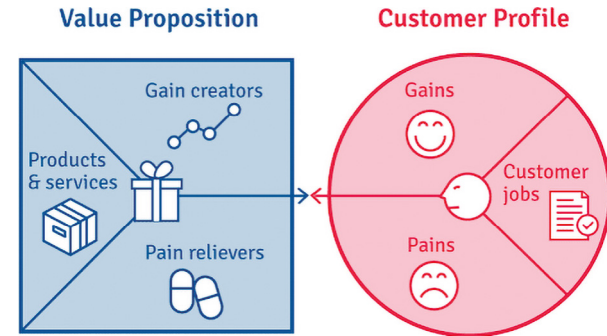 Value Proposition
Customer Profile
Gain creators
Products
& services
Pain relievers
Gains
Customer
jobs
Pains